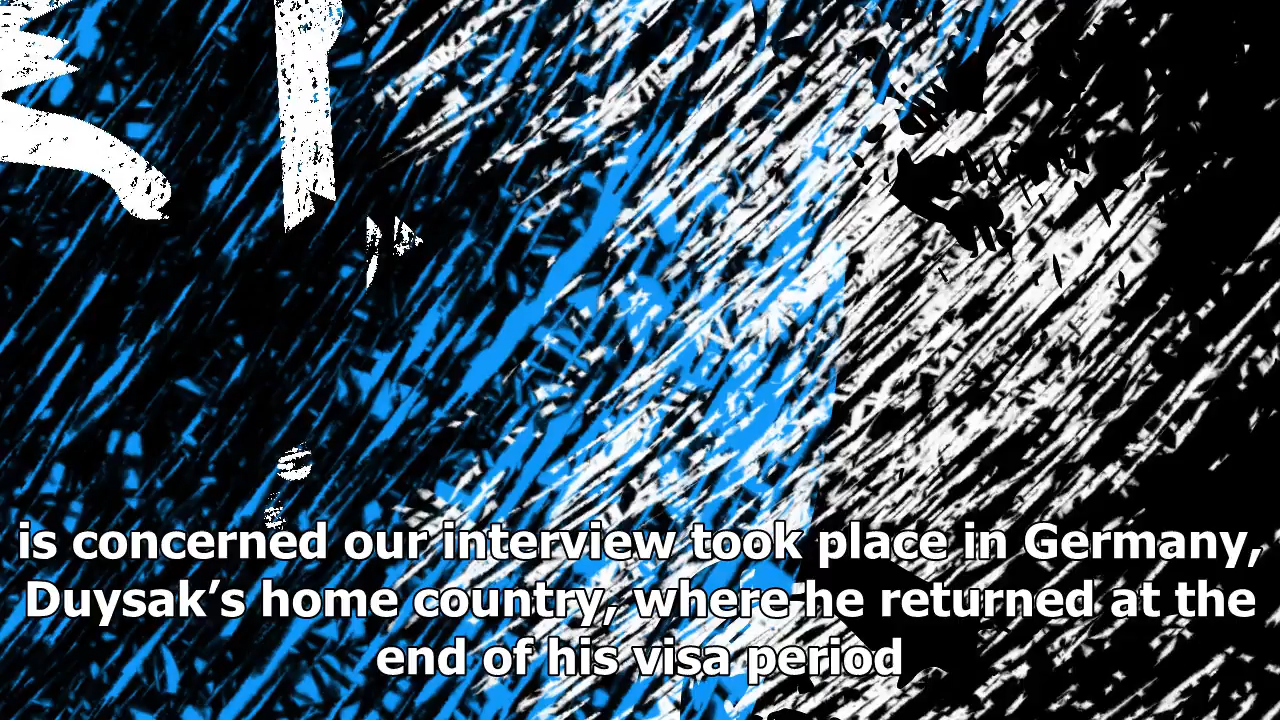 is concerned our interview took place in Germany,
Duysak’s home country, where he returned at the
end of his visa period